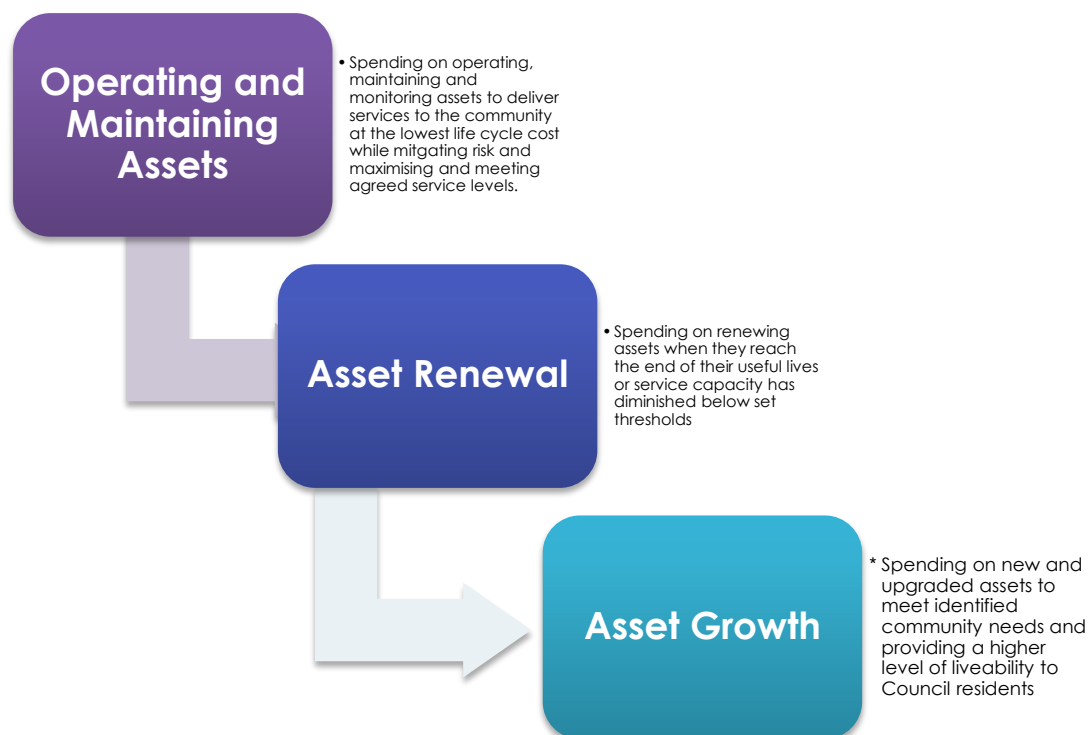 Operating and
Maintaining
Assets
• Spending on operating,
maintaining and
monitoring assets to deliver
services to the community
at the lowest life cycle cost
while mitgating risk and
maximising and meeting
agreed service levels.
Asset Renewal
• Spending on renewing
assets when they reach
the end of their useful lives
or service capacity has
diminished below set
thresholds
Asset Growth
* Spending on new and
upgraded assets to
meet identified
community needs and
providing a higher
level of liveability to
Council residents